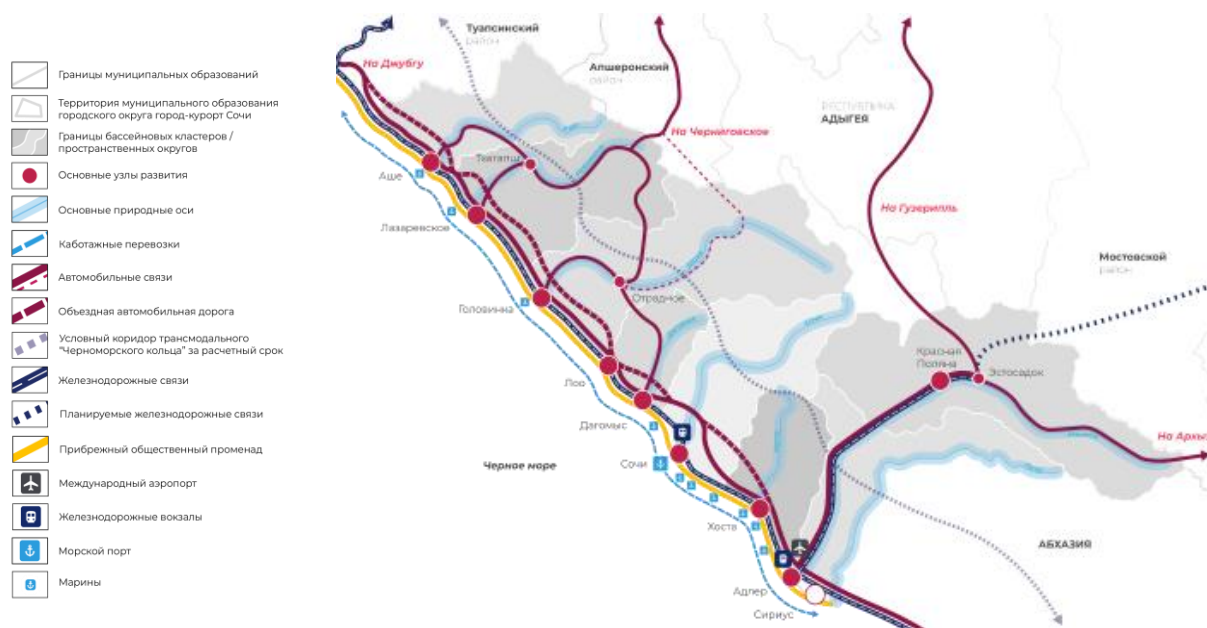 Границы муниципальных образований
Территория муниципального образования
городского округа город-курорт Сочи
Границы бассейновых кластеров /
пространственных округов
Основные узлы развития
Основные природные оси
Каботажные перевозки
Автомобильные связи
Объездная автомобильная дорога
Условный коридор трансмодального
"Черноморского кольца" за расчетный срок
Железнодорожные связи
Планируемые железнодорожные связи
Прибрежный общественный променад
Международный аэропорт
Железнодорожные вокзалы
Морской порт
Марины
Туапсинский
район
На Джубгу
Апшеронский
район
РЕСПУБЛИКА
АДЫГЕЯ
На Черниговское
Тхагапш
Аше
На Гузерипль
Лазаревское
Мостовской
район
Отрадное
Головинка
Красная
Поляна
Эстосадок
Лоо
Дагомыс
На Архыз
Черное море
Сочи
Хоста
АБХАЗИЯ
Адлер
Сириус